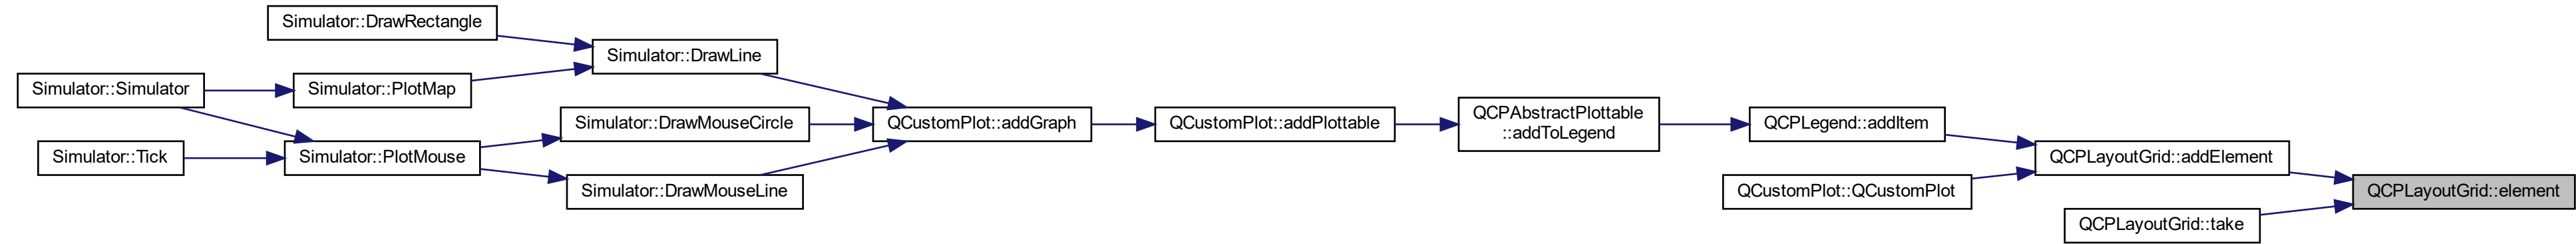 Simulator::DrawRectangle
Simulator::DrawLine
Simulator::Simulator
Simulator::PlotMap
Simulator::DrawMouseCircle
QCustomPlot::addGraph
QCustomPlot::addPlottable
QCPAbstractPlottable
::addToLegend
QCPLegend::addItem
Simulator::Tick
Simulator::PlotMouse
Simulator::DrawMouseLine
QCPLayoutGrid::addElement
QCustomPlot::QCustomPlot
QCPLayoutGrid::element
QCPLayoutGrid::take